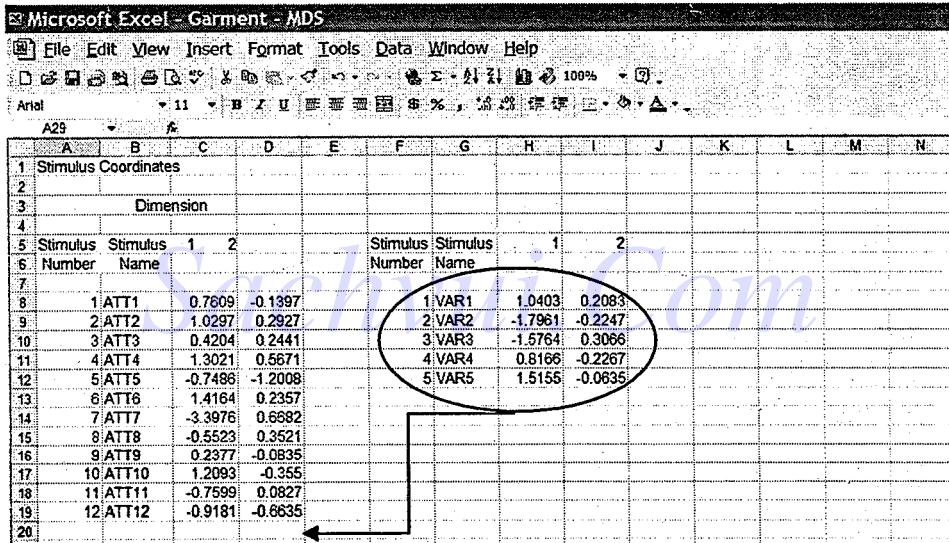 Microsoft Excel - Garment - MDS
File Edit View Insert Format Tools Data Window Help
100%
Arial 11 B I U $ % ,
A29 fx
A B C D E F G H I J K L M N
1 Stimulus Coordinates
2
3 Dimension
4
5 Stimulus Stimulus 1 2 Stimulus Stimulus 1 2
6 Number Name Number Name
7
8 1 ATT1 0.7609 -0.1397 1 VAR1 1.0403 0.2083
9 2 ATT2 1.0297 0.2927 2 VAR2 -1.7961 -0.2247
10 3 ATT3 0.4204 0.2441 3 VAR3 -1.5764 0.3066
11 4 ATT4 1.3021 0.5671 4 VAR4 0.8166 -0.2267
12 5 ATT5 -0.7486 -1.2008 5 VAR5 1.5155 -0.0635
13 6 ATT6 1.4164 0.2357
14 7 ATT7 -3.3976 0.6682
15 8 ATT8 -0.5523 0.3521
16 9 ATT9 0.2377 -0.0835
17 10 ATT10 1.2093 -0.355
18 11 ATT11 -0.7599 0.0827
19 12 ATT12 -0.9181 -0.6635
20
Sachvui.Com